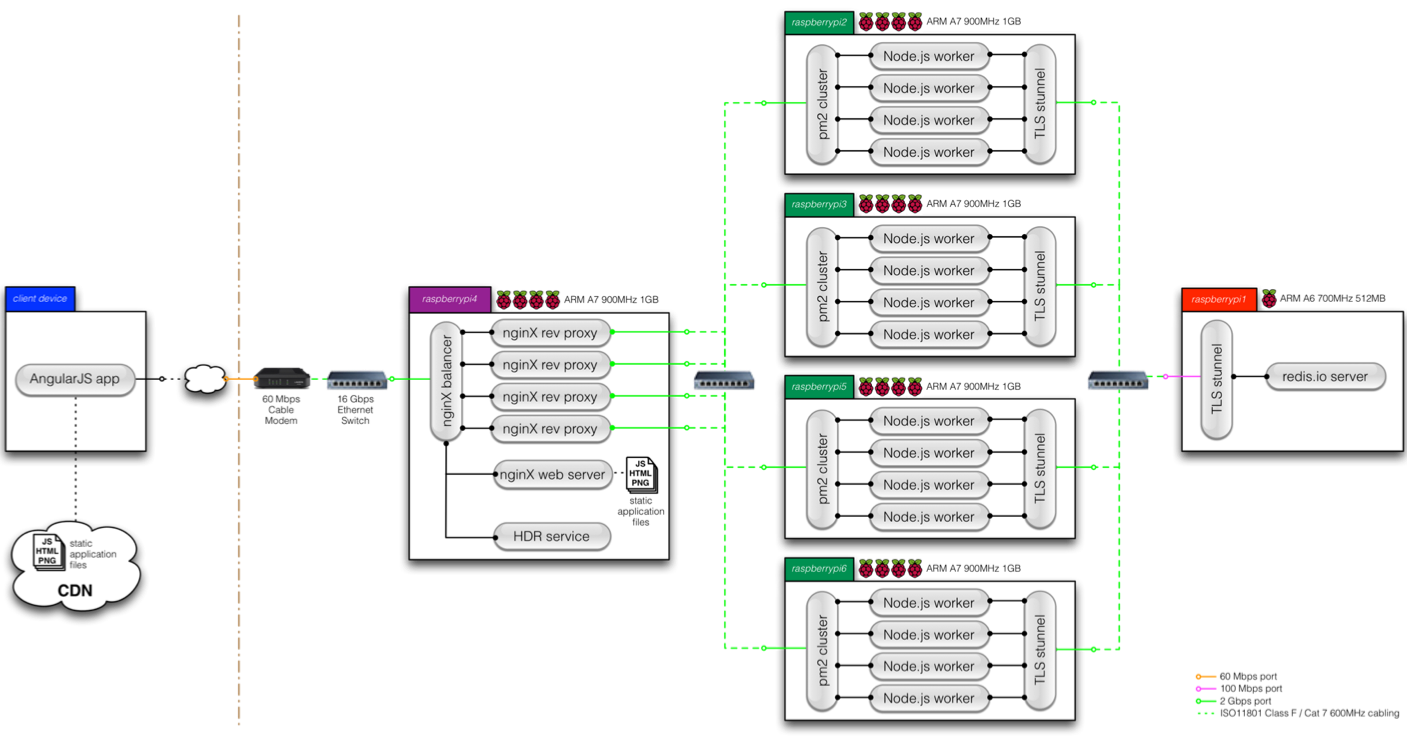 client device
AngularJS app
JS
HTML
PNG
static
application
files
CDN
60 Mbps
Cable
Modem
16 Gbps
Ethernet
Switch
raspberrypi4
ARM A7 900MHz 1GB
nginX balancer
nginX rev proxy
nginX rev proxy
nginX rev proxy
nginX rev proxy
nginX web server
JS
HTML
PNG
static
application
files
HDR service
raspberrypi2
ARM A7 900MHz 1GB
pm2 cluster
Node.js worker
Node.js worker
Node.js worker
Node.js worker
TLS stunnel
raspberrypi3
ARM A7 900MHz 1GB
pm2 cluster
Node.js worker
Node.js worker
Node.js worker
Node.js worker
TLS stunnel
raspberrypi5
ARM A7 900MHz 1GB
pm2 cluster
Node.js worker
Node.js worker
Node.js worker
Node.js worker
TLS stunnel
raspberrypi6
ARM A7 900MHz 1GB
pm2 cluster
Node.js worker
Node.js worker
Node.js worker
Node.js worker
TLS stunnel
raspberrypi1
ARM A6 700MHz 512MB
TLS stunnel
redis.io server
60 Mbps port
100 Mbps port
2 Gbps port
ISO11801 Class F / Cat 7 600MHz cabling